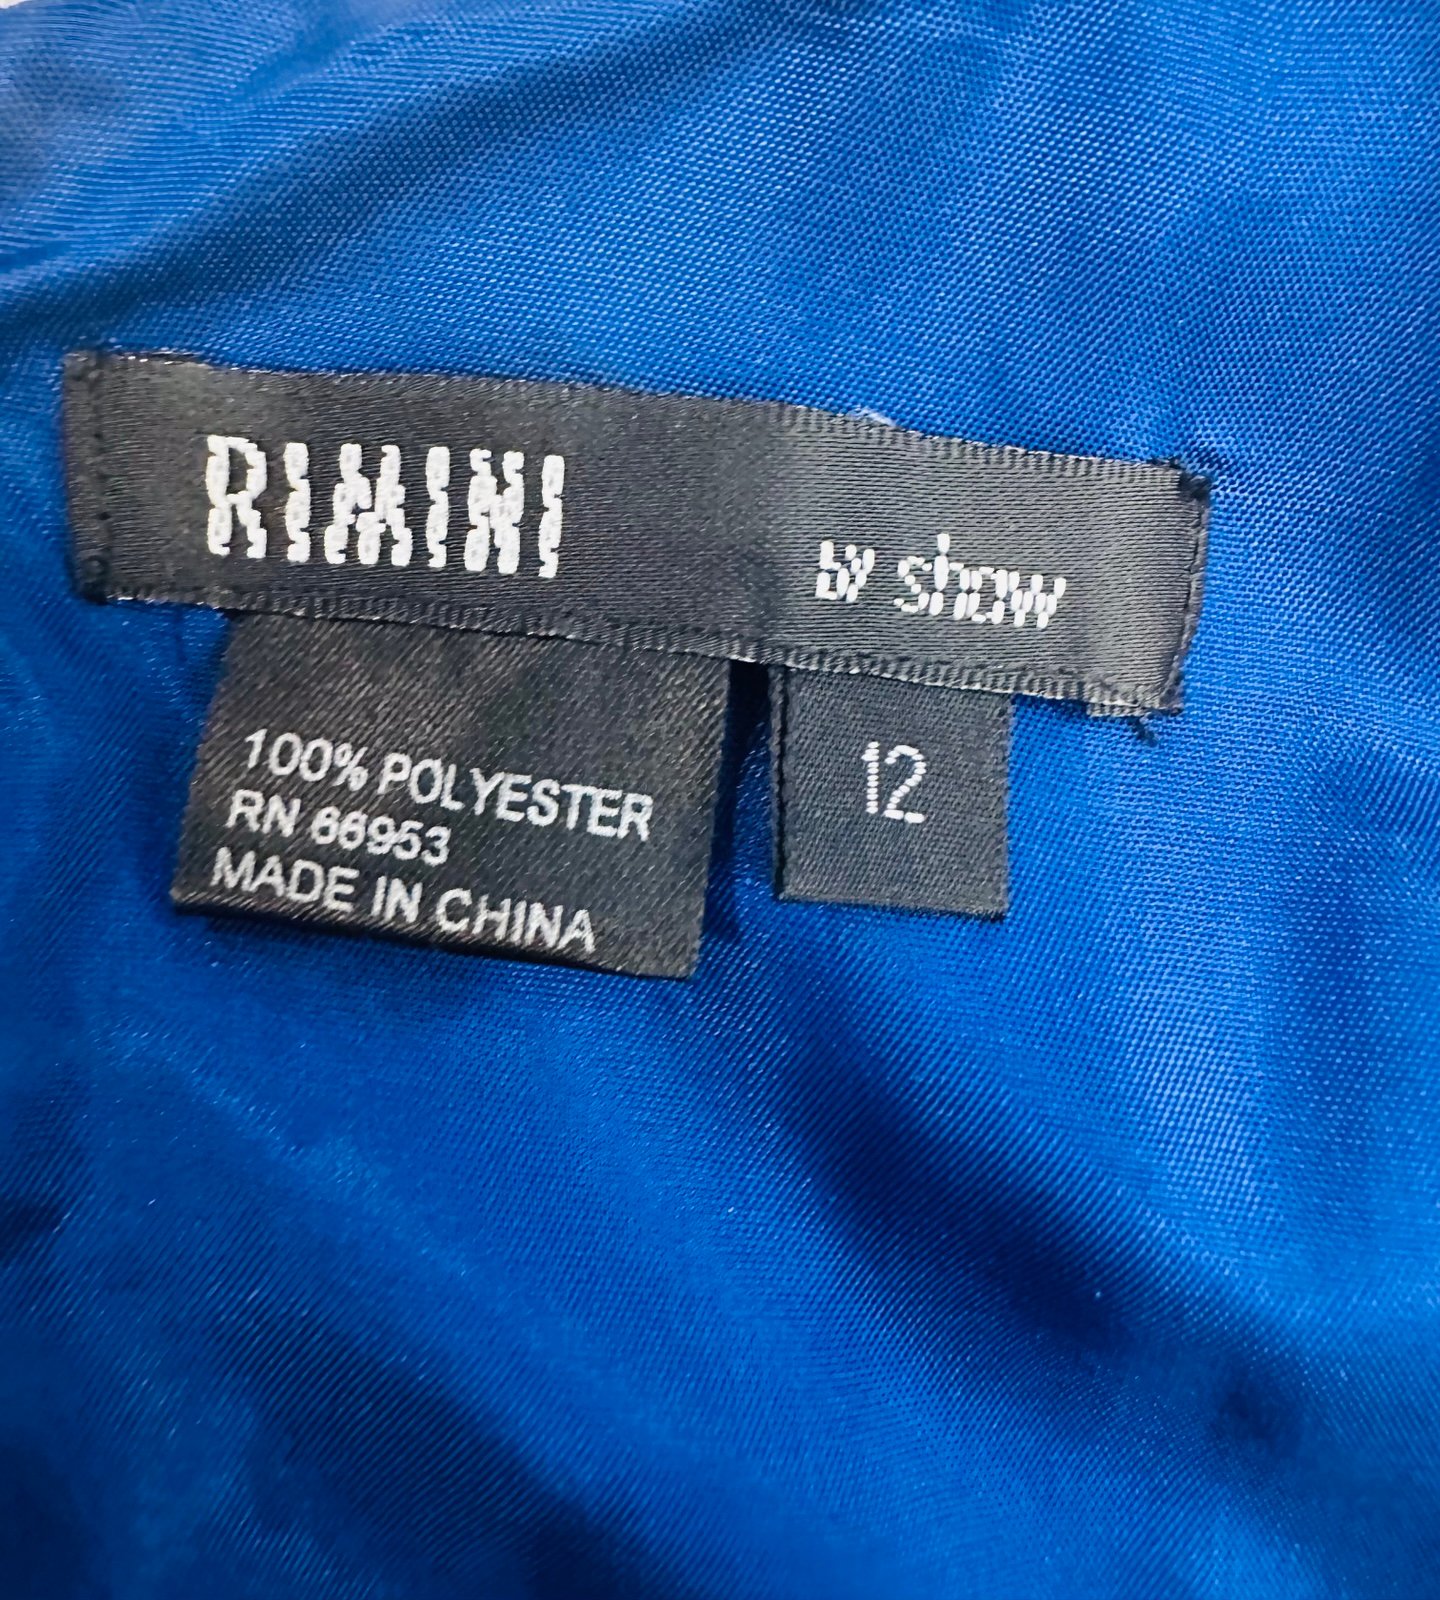 RIMINI by shaw
100% POLYESTER
RN 66953
MADE IN CHINA
12